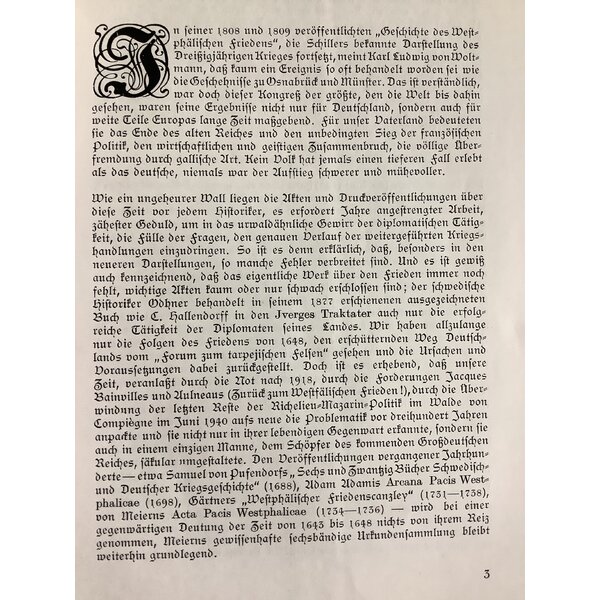 In seiner 1808 und 1809 veröffentlichten „Geschichte des West-
phälischen Friedens", die Schillers bekannte Darstellung des
Dreißigjährigen Krieges fortsetzt, meint Karl Ludwig von Wolt-
mann, daß kaum ein Ereignis so oft behandelt worden sei wie
die Geschehnisse zu Osnabrück und Münster. Das ist verständlich,
war doch dieser Kongreß der größte, den die Welt bis dahin
gesehen, waren seine Ergebnisse nicht nur für Deutschland, sondern auch für
weite Teile Europas lange Zeit maßgebend. Für unser Vaterland bedeuteten
sie das Ende des alten Reiches und den unbedingten Sieg der französischen
Politik, den wirtschaftlichen und geistigen Zusammenbruch, die völlige Über-
fremdung durch gallische Art. Kein Volk hat jemals einen tieferen Fall erlebt
als das deutsche, niemals war der Aufstieg schwerer und mühevoller.
Wie ein ungeheurer Wall liegen die Akten und Druckveröffentlichungen über
diese Zeit vor jedem Historiker, es erfordert Jahre angestrengter Arbeit,
zähester Geduld, um in das urwaldähnliche Gewirr der diplomatischen Tätig-
keit, die Fülle der Fragen, den genauen Verlauf der weitergeführten Kriegs-
handlungen einzudringen. So ist es denn erklärlich, daß, besonders in den
neueren Darstellungen, so manche Fehler verbreitet sind. Und es ist gewiß
auch kennzeichnend, daß das eigentliche Werk über den Frieden immer noch
fehlt, wichtige Akten kaum oder nur schwach erschlossen sind; der schwedische
Historiker Odhner behandelt in seinem 1877 erschienenen ausgezeichneten
Buch wie C. Hallendorff in den Jverges Traktater auch nur die erfolg-
reiche Tätigkeit der Diplomaten seines Landes. Wir haben allzulange
nur die Folgen des Friedens von 1648, den erschütternden Weg Deutsch-
lands vom „Forum zum tarpejischen Felsen" gesehen und die Ursachen und
Voraussetzungen dabei zurückgestellt. Doch ist es erhebend, daß unsere
Zeit, veranlaßt durch die Not nach 1918, durch die Forderungen Jacques
Bainvilles und Aulneaus (Zurück zum Westfälischen Frieden!), durch die Über-
windung der letzten Reste der Richelieu-Mazarin-Politik im Walde von
Compiègne im Juni 1940 aufs neue die Problematik vor dreihundert Jahren
anpackte und sie nicht nur in ihrer lebendigen Gegenwart erkannte, sondern sie
auch in einem einzigen Manne, dem Schöpfer des kommenden Großdeutschen
Reiches, säkular umgestaltete. Den Veröffentlichungen vergangener Jahrhun-
derte – etwa Samuel von Pufendorfs „Sechs und Zwantzig Bücher Schwedisch-
und Deutscher Kriegsgeschichte" (1688), Adam Adamis Arcana Pacis West-
phalicae (1698), Gärtners „Westphälischer Friedenscanzley" (1731—1738),
von Meierns Acta Pacis Westphalicae (1734—1736) — wird bei einer
gegenwärtigen Deutung der Zeit von 1643 bis 1648 nichts von ihrem Reiz
genommen, Meierns gewissenhafte sechsbändige Urkundensammlung bleibt
weiterhin grundlegend.
3